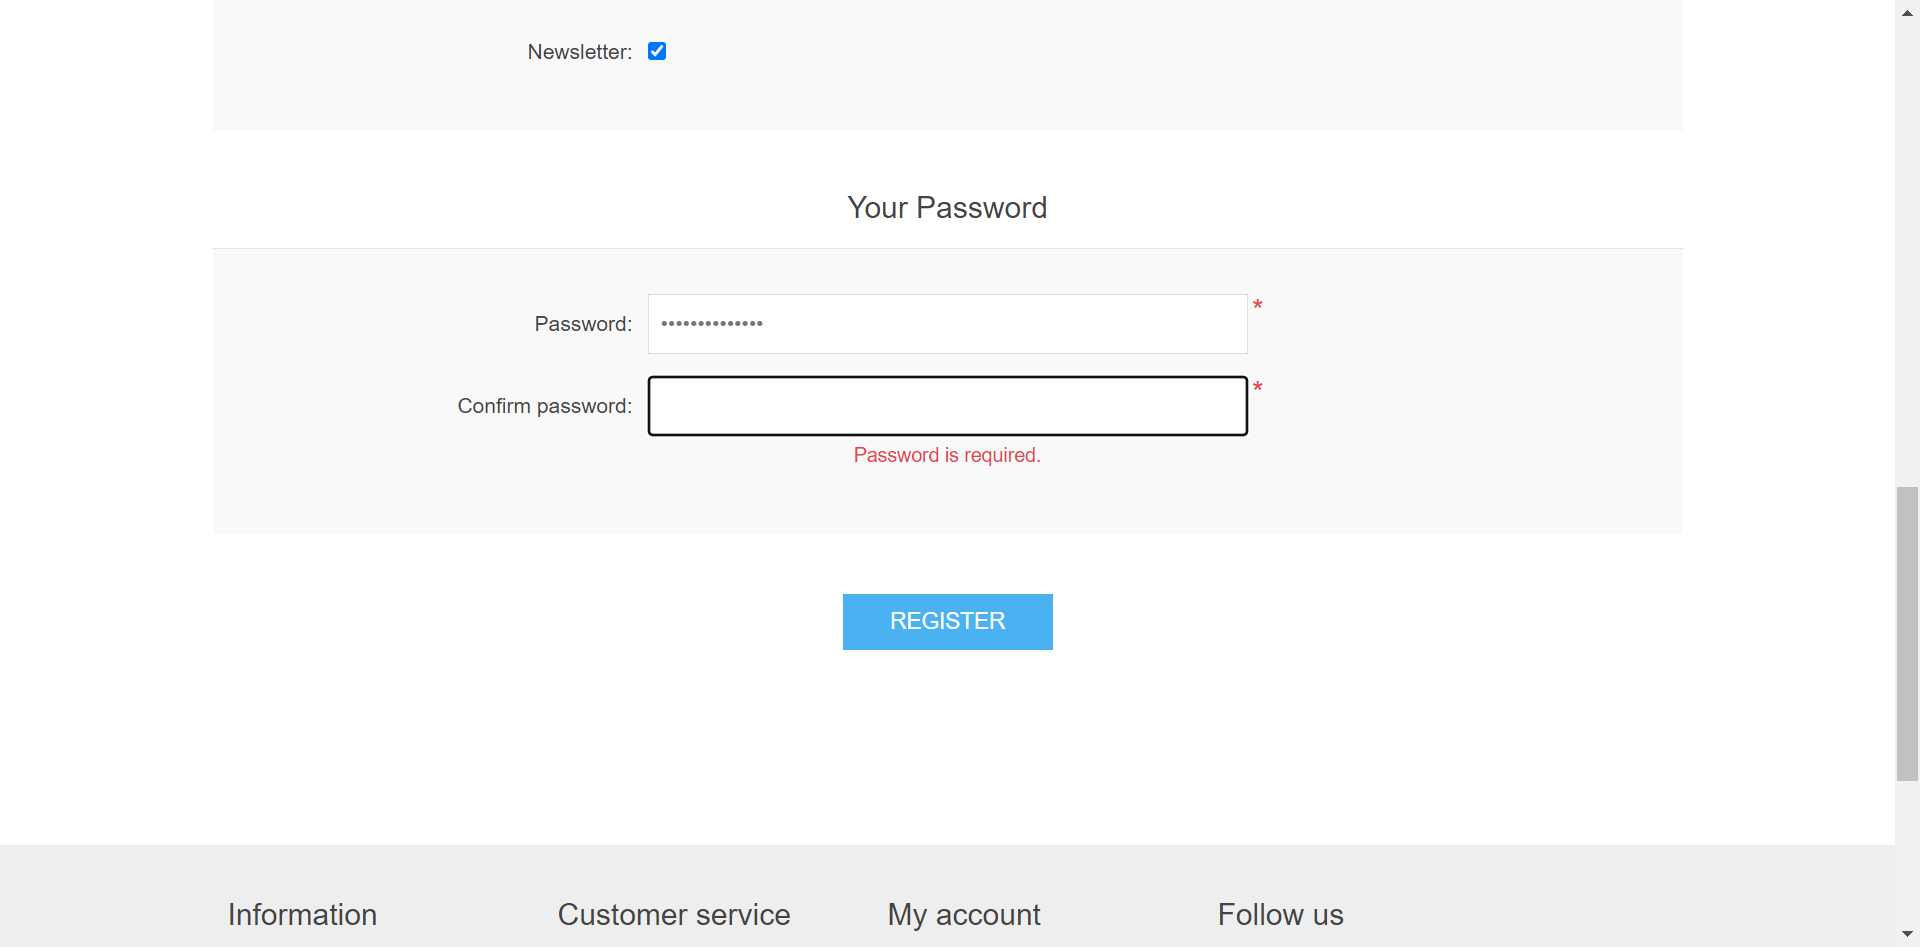 Newsletter:
Your Password
Password: •••••••••••••• *
Confirm password: *
Password is required.
REGISTER
Information Customer service My account Follow us